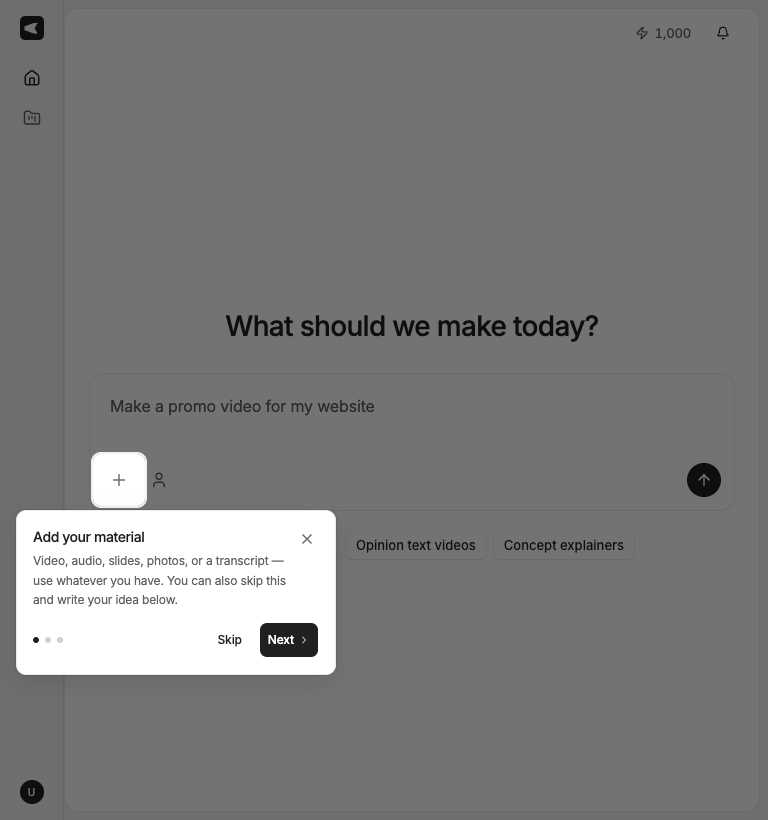 1,000
What should we make today?
Make a promo video for my website
Opinion text videos
Concept explainers
Add your material
Video, audio, slides, photos, or a transcript —
use whatever you have. You can also skip this
and write your idea below.
Skip
Next
U